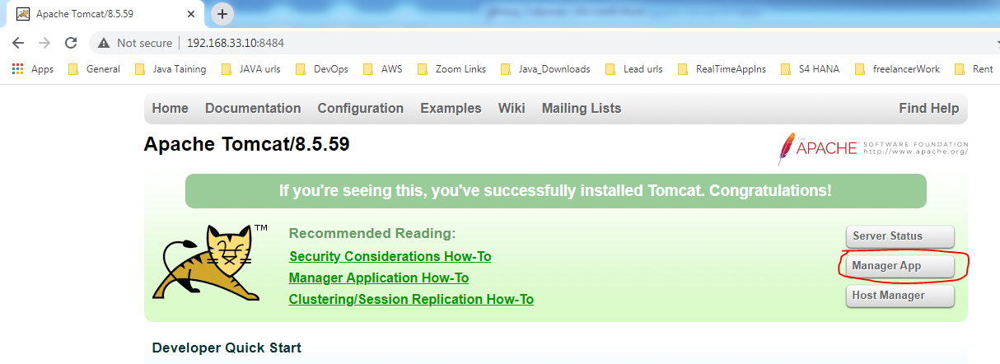 Apache Tomcat/8.5.59
Not secure 192.168.33.10:8484
Apps General Java Taining JAVA urls DevOps AWS Zoom Links Java_Downloads Lead urls RealTimeAppIns S4 HANA freelancerWork Rent
Home Documentation Configuration Examples Wiki Mailing Lists Find Help
Apache Tomcat/8.5.59
THE APACHE SOFTWARE FOUNDATION
http://www.apache.org/
If you're seeing this, you've successfully installed Tomcat. Congratulations!
TM
Recommended Reading:
Security Considerations How-To
Manager Application How-To
Clustering/Session Replication How-To
Server Status
Manager App
Host Manager
Developer Quick Start